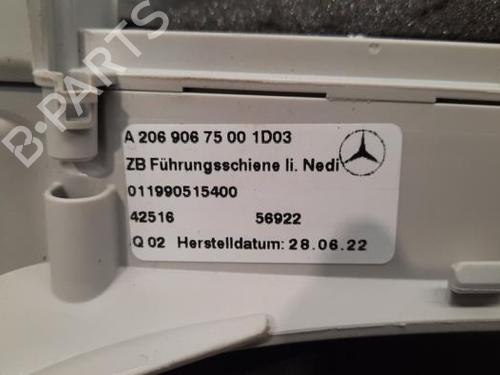 A 206 906 75 00 1D03
ZB Führungsschiene li. Nedi
011990515400
42516 56922
.Q 02 Herstelldatum: 28.06.22
B-PARTS